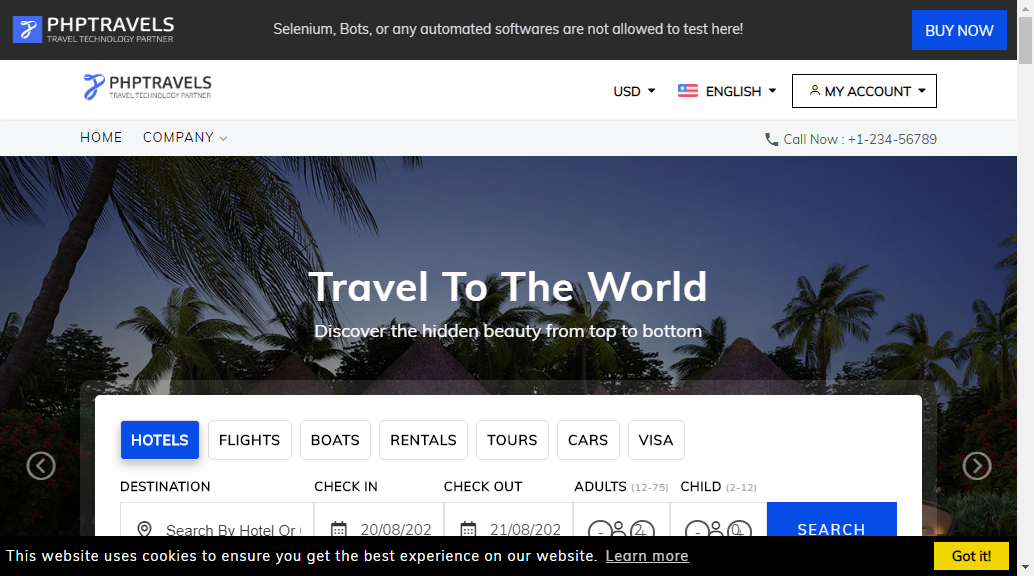 PHPTRAVELS
TRAVEL TECHNOLOGY PARTNER
Selenium, Bots, or any automated softwares are not allowed to test here!
BUY NOW
PHPTRAVELS
TRAVEL TECHNOLOGY PARTNER
USD
ENGLISH
MY ACCOUNT
HOME
COMPANY
Call Now : +1-234-56789
Travel To The World
Discover the hidden beauty from top to bottom
HOTELS
FLIGHTS
BOATS
RENTALS
TOURS
CARS
VISA
DESTINATION
CHECK IN
CHECK OUT
ADULTS (12-75)
CHILD (2-12)
Search By Hotel Or
20/08/202
21/08/202
- 2
- 0
SEARCH
This website uses cookies to ensure you get the best experience on our website. Learn more
Got it!